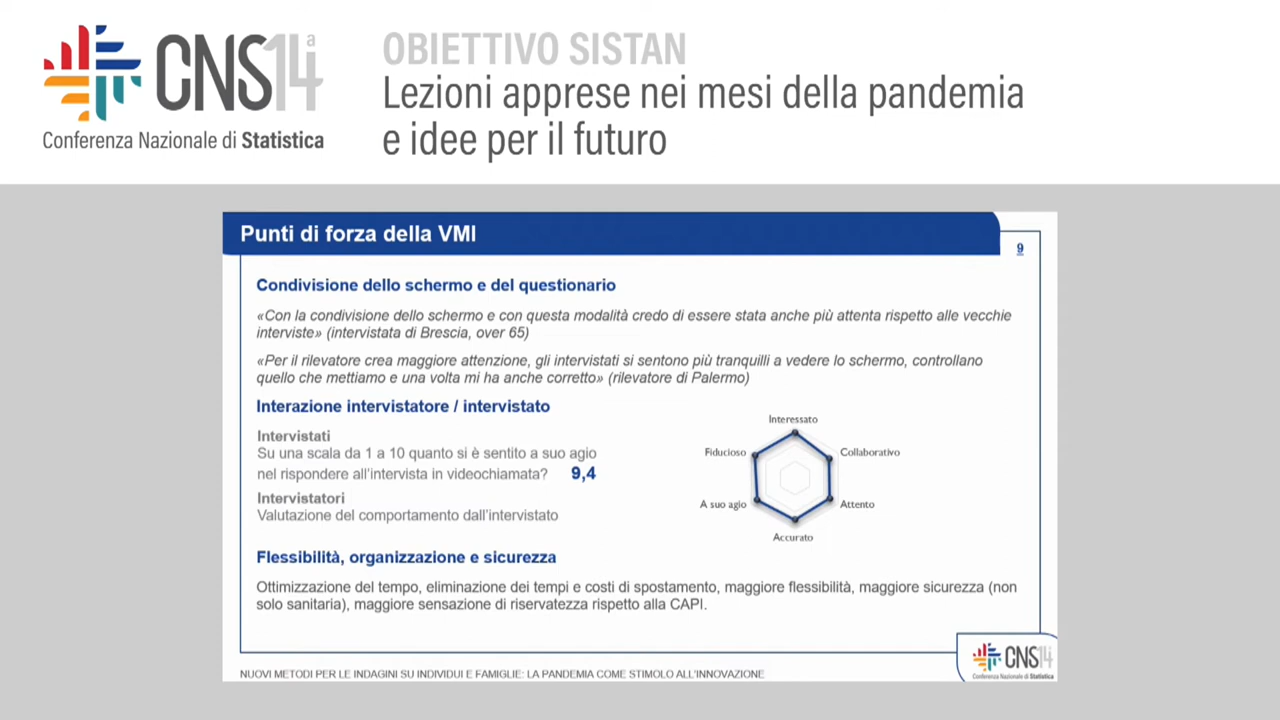 CNS14a
Conferenza Nazionale di Statistica
OBIETTIVO SISTAN
Lezioni apprese nei mesi della pandemia
e idee per il futuro
Punti di forza della VMI
9
Condivisione dello schermo e del questionario
«Con la condivisione dello schermo e con questa modalità credo di essere stata anche più attenta rispetto alle vecchie
interviste» (intervistata di Brescia, over 65)
«Per il rilevatore crea maggiore attenzione, gli intervistati si sentono più tranquilli a vedere lo schermo, controllano
quello che mettiamo e una volta mi ha anche corretto» (rilevatore di Palermo)
Interazione intervistatore / intervistato
Intervistati
Su una scala da 1 a 10 quanto si è sentito a suo agio
nel rispondere all'intervista in videochiamata? 9,4
Intervistatori
Valutazione del comportamento dall'intervistato
Interessato
Fiducioso
Collaborativo
A suo agio
Attento
Accurato
Flessibilità, organizzazione e sicurezza
Ottimizzazione del tempo, eliminazione dei tempi e costi di spostamento, maggiore flessibilità, maggiore sicurezza (non
solo sanitaria), maggiore sensazione di riservatezza rispetto alla CAPI.
NUOVI METODI PER LE INDAGINI SU INDIVIDUI E FAMIGLIE: LA PANDEMIA COME STIMOLO ALL'INNOVAZIONE
CNS14
Conferenza Nazionale di Statistica